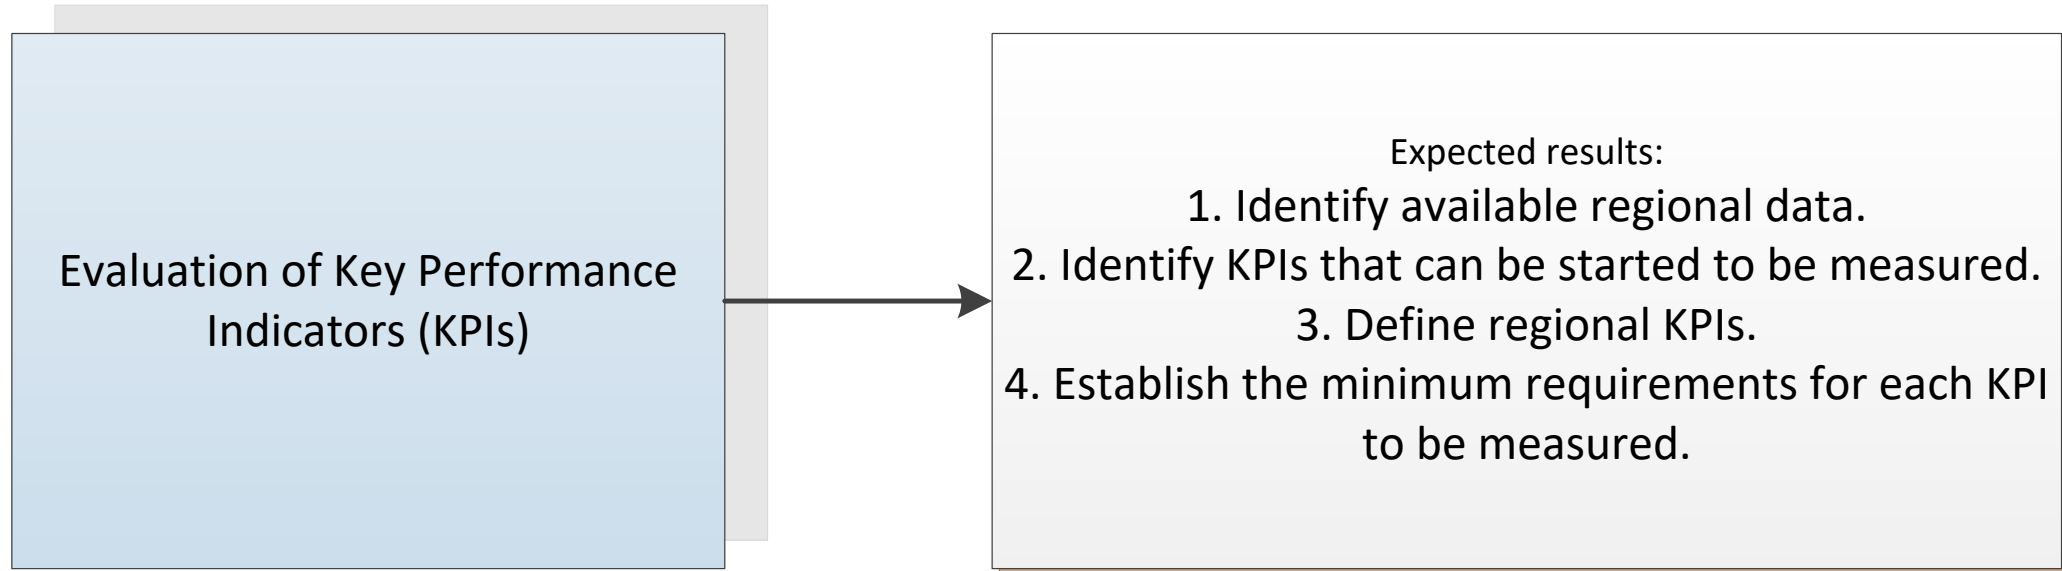 Evaluation of Key Performance
Indicators (KPIs)
Expected results:
1. Identify available regional data.
2. Identify KPIs that can be started to be measured.
3. Define regional KPIs.
4. Establish the minimum requirements for each KPI
to be measured.